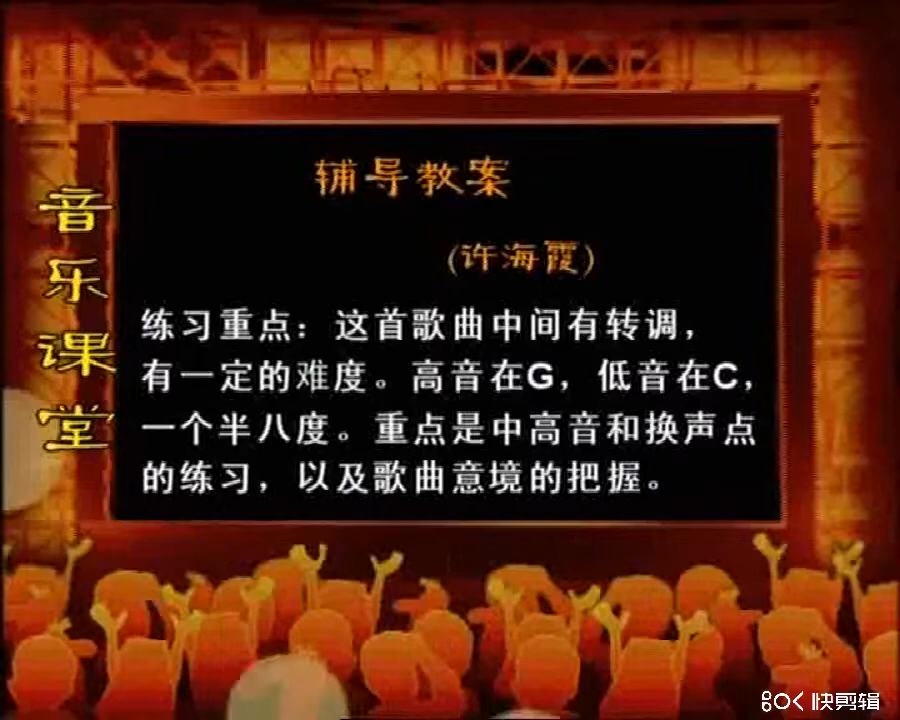 音乐课堂
辅导教案
(许海霞)
练习重点：这首歌曲中间有转调，
有一定的难度。高音在G，低音在C，
一个半八度。重点是中高音和换声点
的练习，以及歌曲意境的把握。
快剪辑